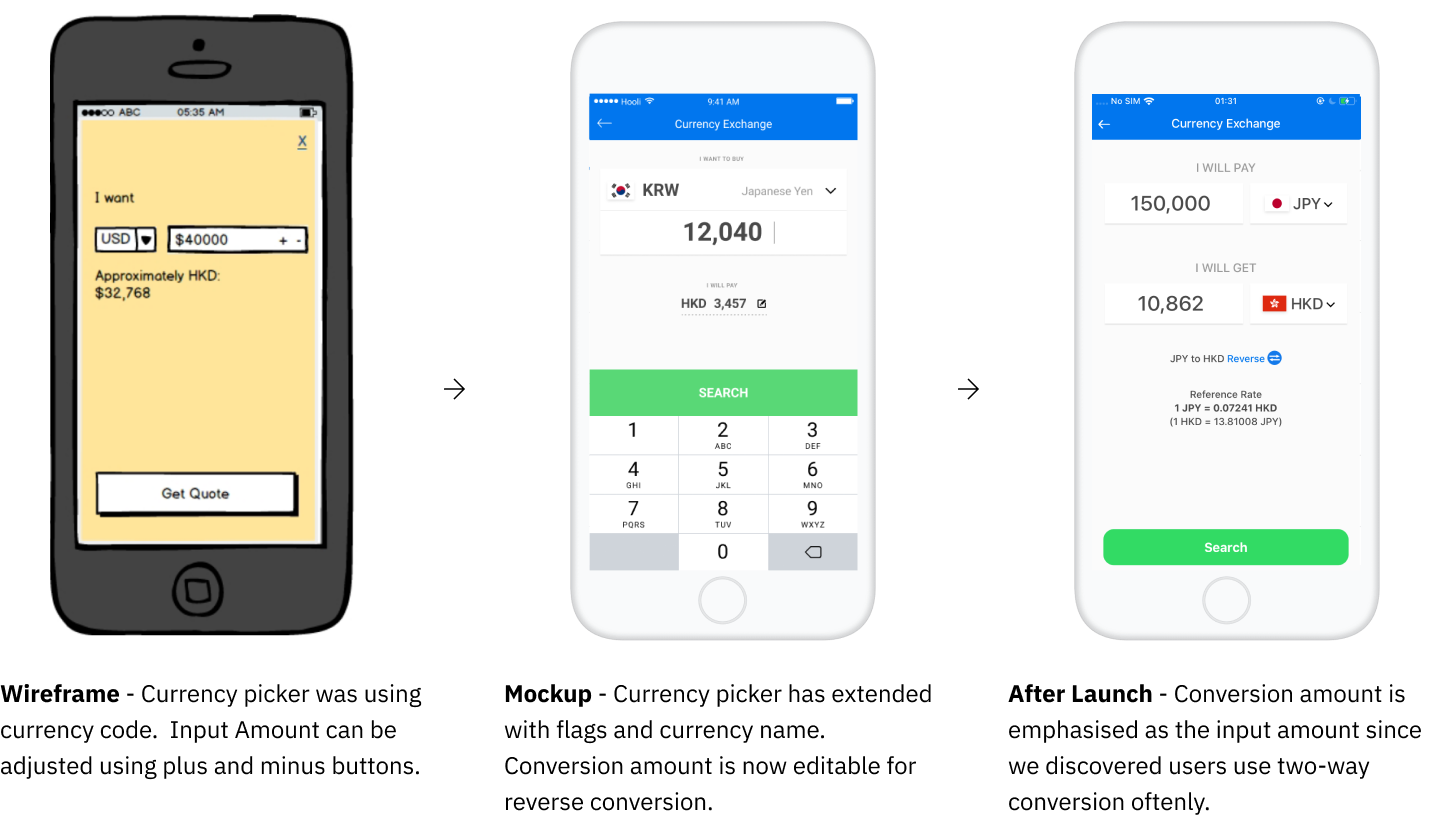 ●●●○○ ABC 05:35 AM
X
I want
USD $40000 + -
Approximately HKD:
$32,768
Get Quote
●●●●● Hooli 9:41 AM
Currency Exchange
I WANT TO BUY
KRW Japanese Yen
12,040
I WILL PAY
HKD 3,457
SEARCH
1 2 3
ABC DEF
4 5 6
GHI JKL MNO
7 8 9
PQRS TUV WXYZ
0
No SIM 01:31
Currency Exchange
I WILL PAY
150,000 JPY
I WILL GET
10,862 HKD
JPY to HKD Reverse
Reference Rate
1 JPY = 0.07241 HKD
(1 HKD = 13.81008 JPY)
Search
Wireframe - Currency picker was using
currency code. Input Amount can be
adjusted using plus and minus buttons.
Mockup - Currency picker has extended
with flags and currency name.
Conversion amount is now editable for
reverse conversion.
After Launch - Conversion amount is
emphasised as the input amount since
we discovered users use two-way
conversion oftenly.